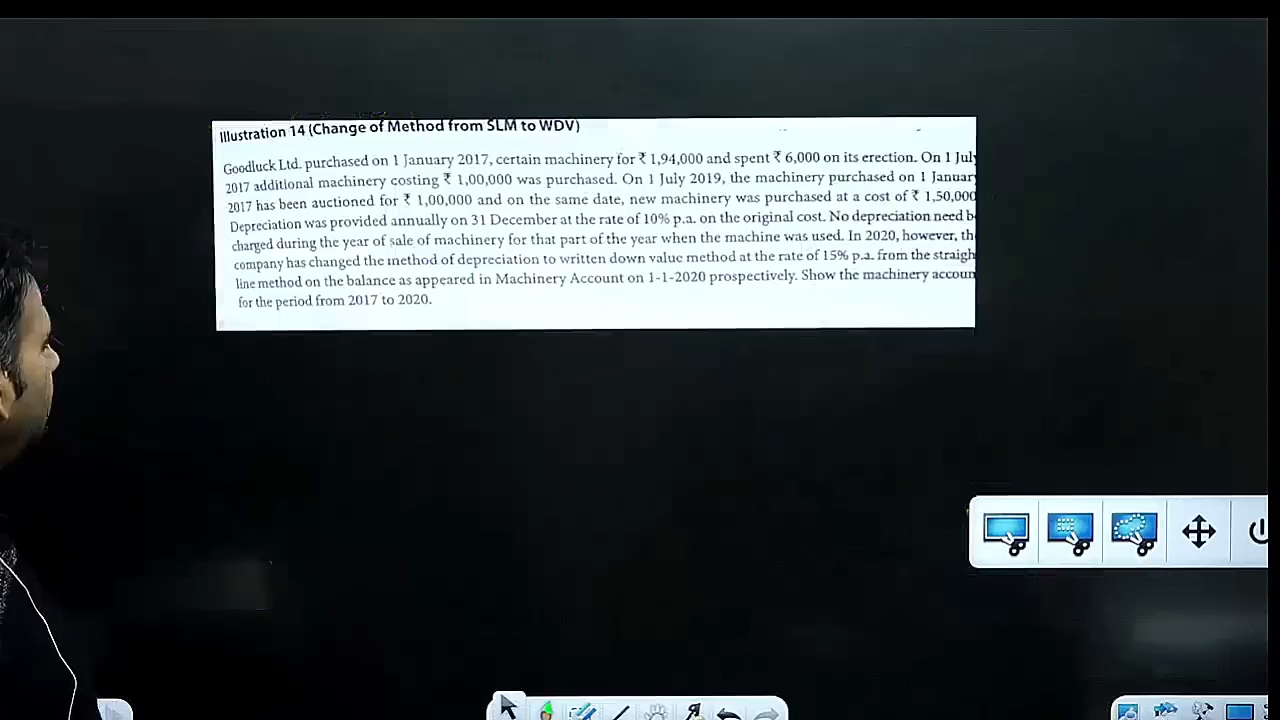 Illustration 14 (Change of Method from SLM to WDV)
Goodluck Ltd. purchased on 1 January 2017, certain machinery for ₹ 1,94,000 and spent ₹ 6,000 on its erection. On 1 July
2017 additional machinery costing ₹ 1,00,000 was purchased. On 1 July 2019, the machinery purchased on 1 Januar
2017 has been auctioned for ₹ 1,00,000 and on the same date, new machinery was purchased at a cost of ₹ 1,50,000
Depreciation was provided annually on 31 December at the rate of 10% p.a. on the original cost. No depreciation need b
charged during the year of sale of machinery for that part of the year when the machine was used. In 2020, however, th
company has changed the method of depreciation to written down value method at the rate of 15% p.a. from the straigh
line method on the balance as appeared in Machinery Account on 1-1-2020 prospectively. Show the machinery accoun
for the period from 2017 to 2020.